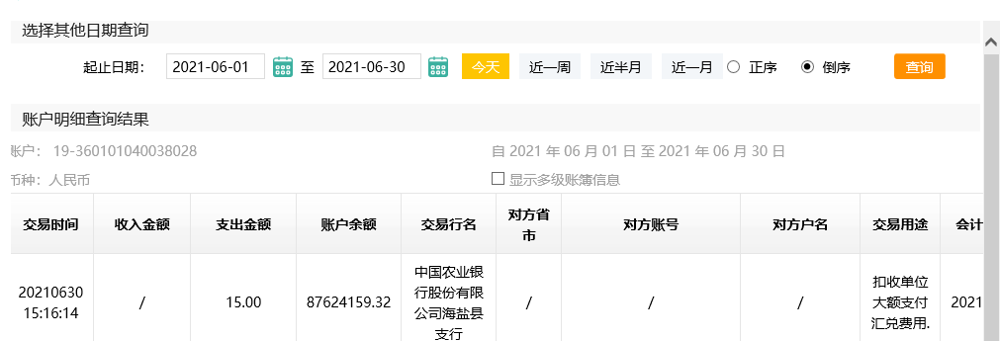 选择其他日期查询
起止日期： 2021-06-01 至 2021-06-30 今天 近一周 近半月 近一月 正序 倒序 查询
账户明细查询结果
账户： 19-360101040038028 自 2021 年 06 月 01 日 至 2021 年 06 月 30 日
币种：人民币 显示多级账簿信息
交易时间 收入金额 支出金额 账户余额 交易行名 对方省市 对方账号 对方户名 交易用途 会计
20210630 15:16:14 / 15.00 87624159.32 中国农业银行股份有限公司海盐县支行 / / / 扣收单位大额支付汇兑费用. 2021